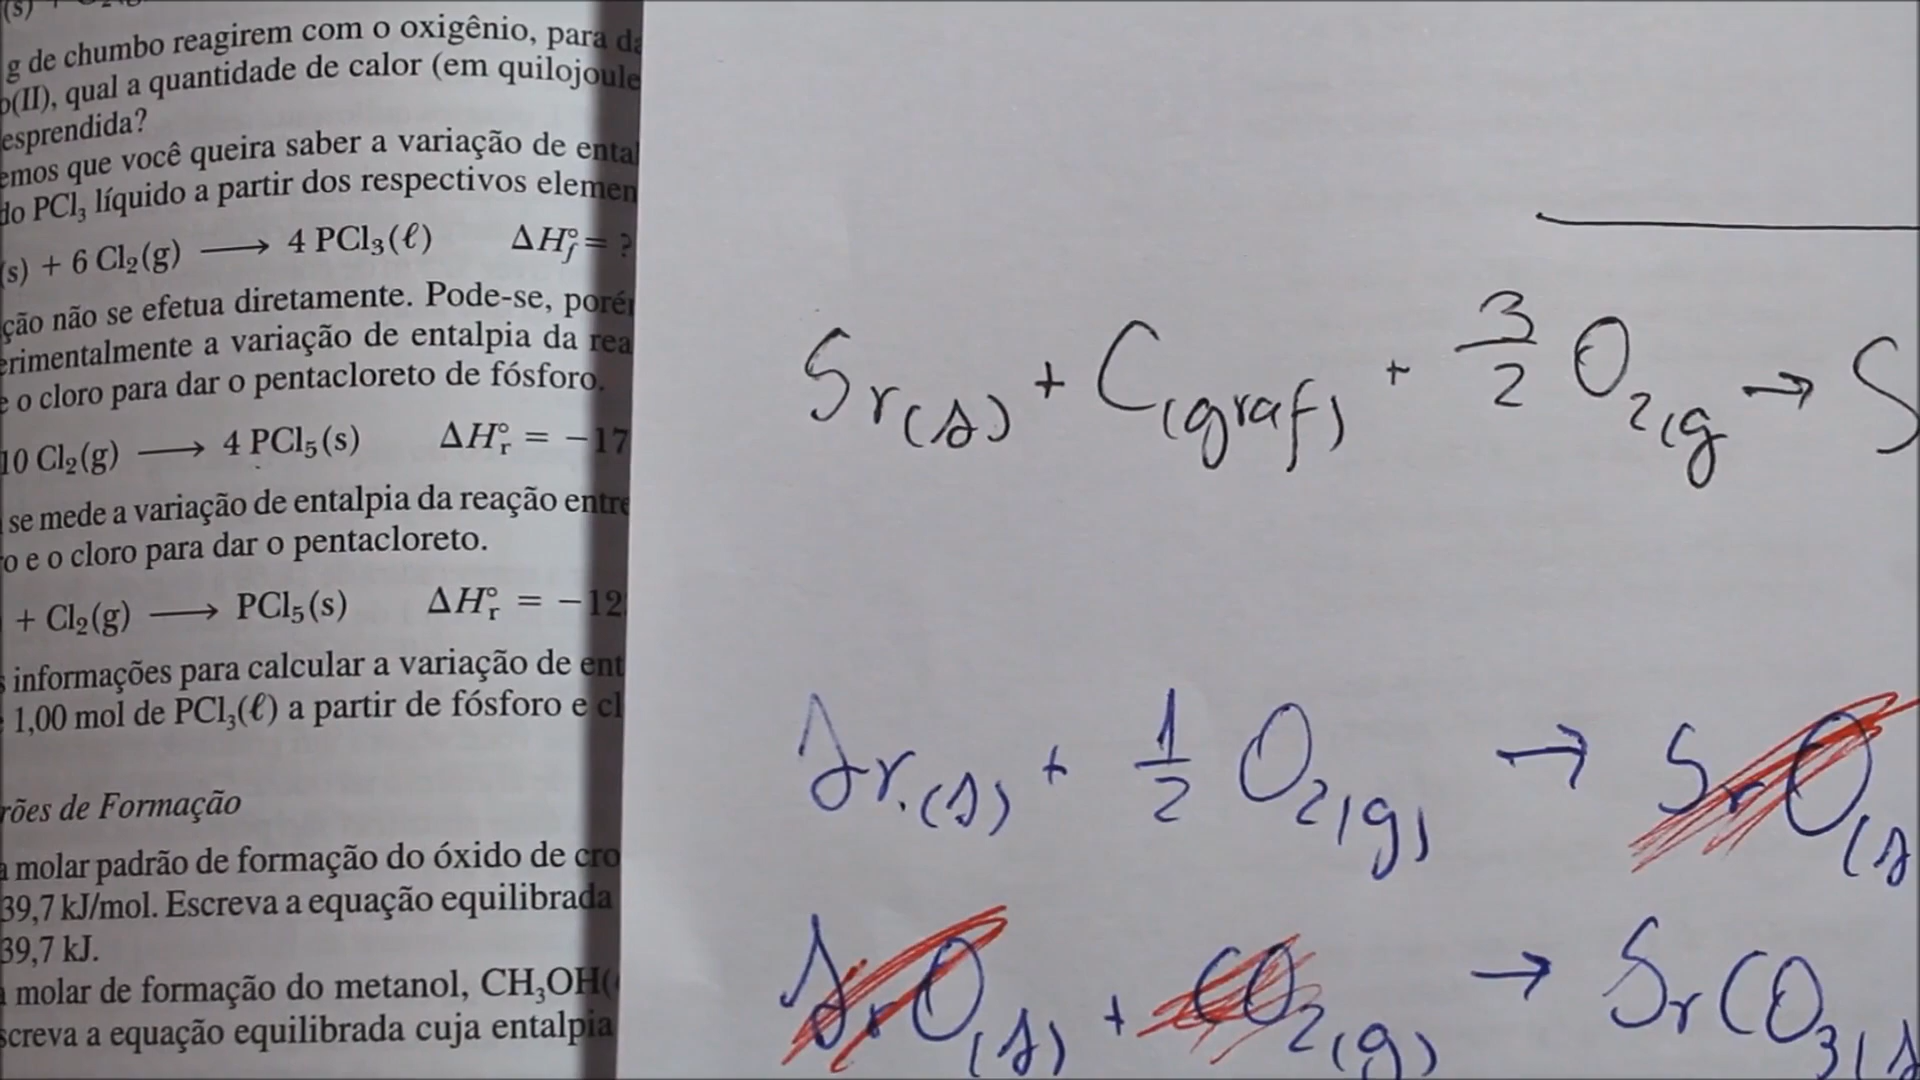 g de chumbo reagirem com o oxigênio, para
(II), qual a quantidade de calor (em quilojoule
esprendida?
emos que você queira saber a variação de ental
do PCl₃ líquido a partir dos respectivos elemen
(s) + 6 Cl₂(g) ⟶ 4 PCl₃(ℓ) ΔH°f = ?
ção não se efetua diretamente. Pode-se, poré
erimentalmente a variação de entalpia da rea
e o cloro para dar o pentacloreto de fósforo.
10 Cl₂(g) ⟶ 4 PCl₅(s) ΔH°r = −17
se mede a variação de entalpia da reação entre
o e o cloro para dar o pentacloreto.
+ Cl₂(g) ⟶ PCl₅(s) ΔH°r = −12
informações para calcular a variação de ent
1,00 mol de PCl₃(ℓ) a partir de fósforo e cl
rões de Formação
a molar padrão de formação do óxido de cro
39,7 kJ/mol. Escreva a equação equilibrada
39,7 kJ.
molar de formação do metanol, CH₃OH(
screva a equação equilibrada cuja entalpia
Sr(s) + C(graf) + 3/2 O₂(g → S
Sr(s) + 1/2 O₂(g) → SrO(s
SrO(s) + CO₂(g) → SrCO₃(s